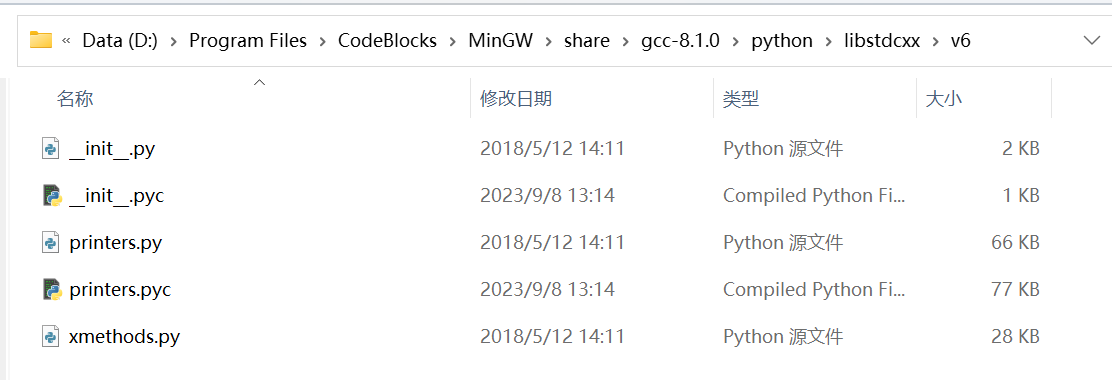 « Data (D:) › Program Files › CodeBlocks › MinGW › share › gcc-8.1.0 › python › libstdcxx › v6
名称 修改日期 类型 大小
__init__.py 2018/5/12 14:11 Python 源文件 2 KB
__init__.pyc 2023/9/8 13:14 Compiled Python Fi... 1 KB
printers.py 2018/5/12 14:11 Python 源文件 66 KB
printers.pyc 2023/9/8 13:14 Compiled Python Fi... 77 KB
xmethods.py 2018/5/12 14:11 Python 源文件 28 KB